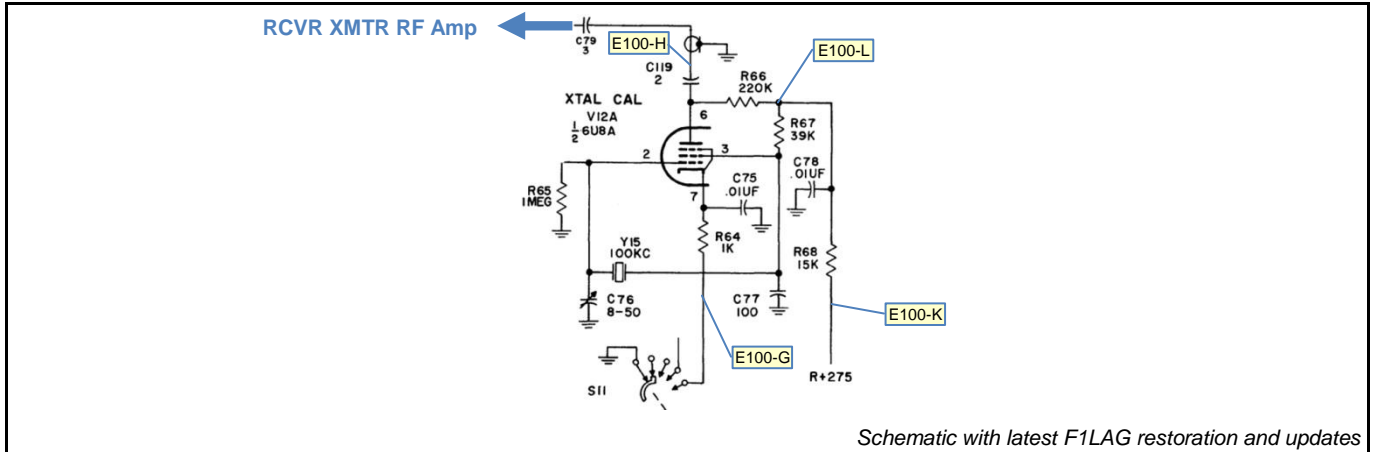 RCVR XMTR RF Amp
C79
3
E100-H
E100-L
C119
2
R66
220K
XTAL CAL
V12A
½6U8A
6
R67
39K
2
3
C78
.01UF
C75
.01UF
R65
1MEG
7
R64
1K
Y15
100KC
R68
15K
C76
8-50
C77
100
E100-K
E100-G
S11
R+275
Schematic with latest F1LAG restoration and updates